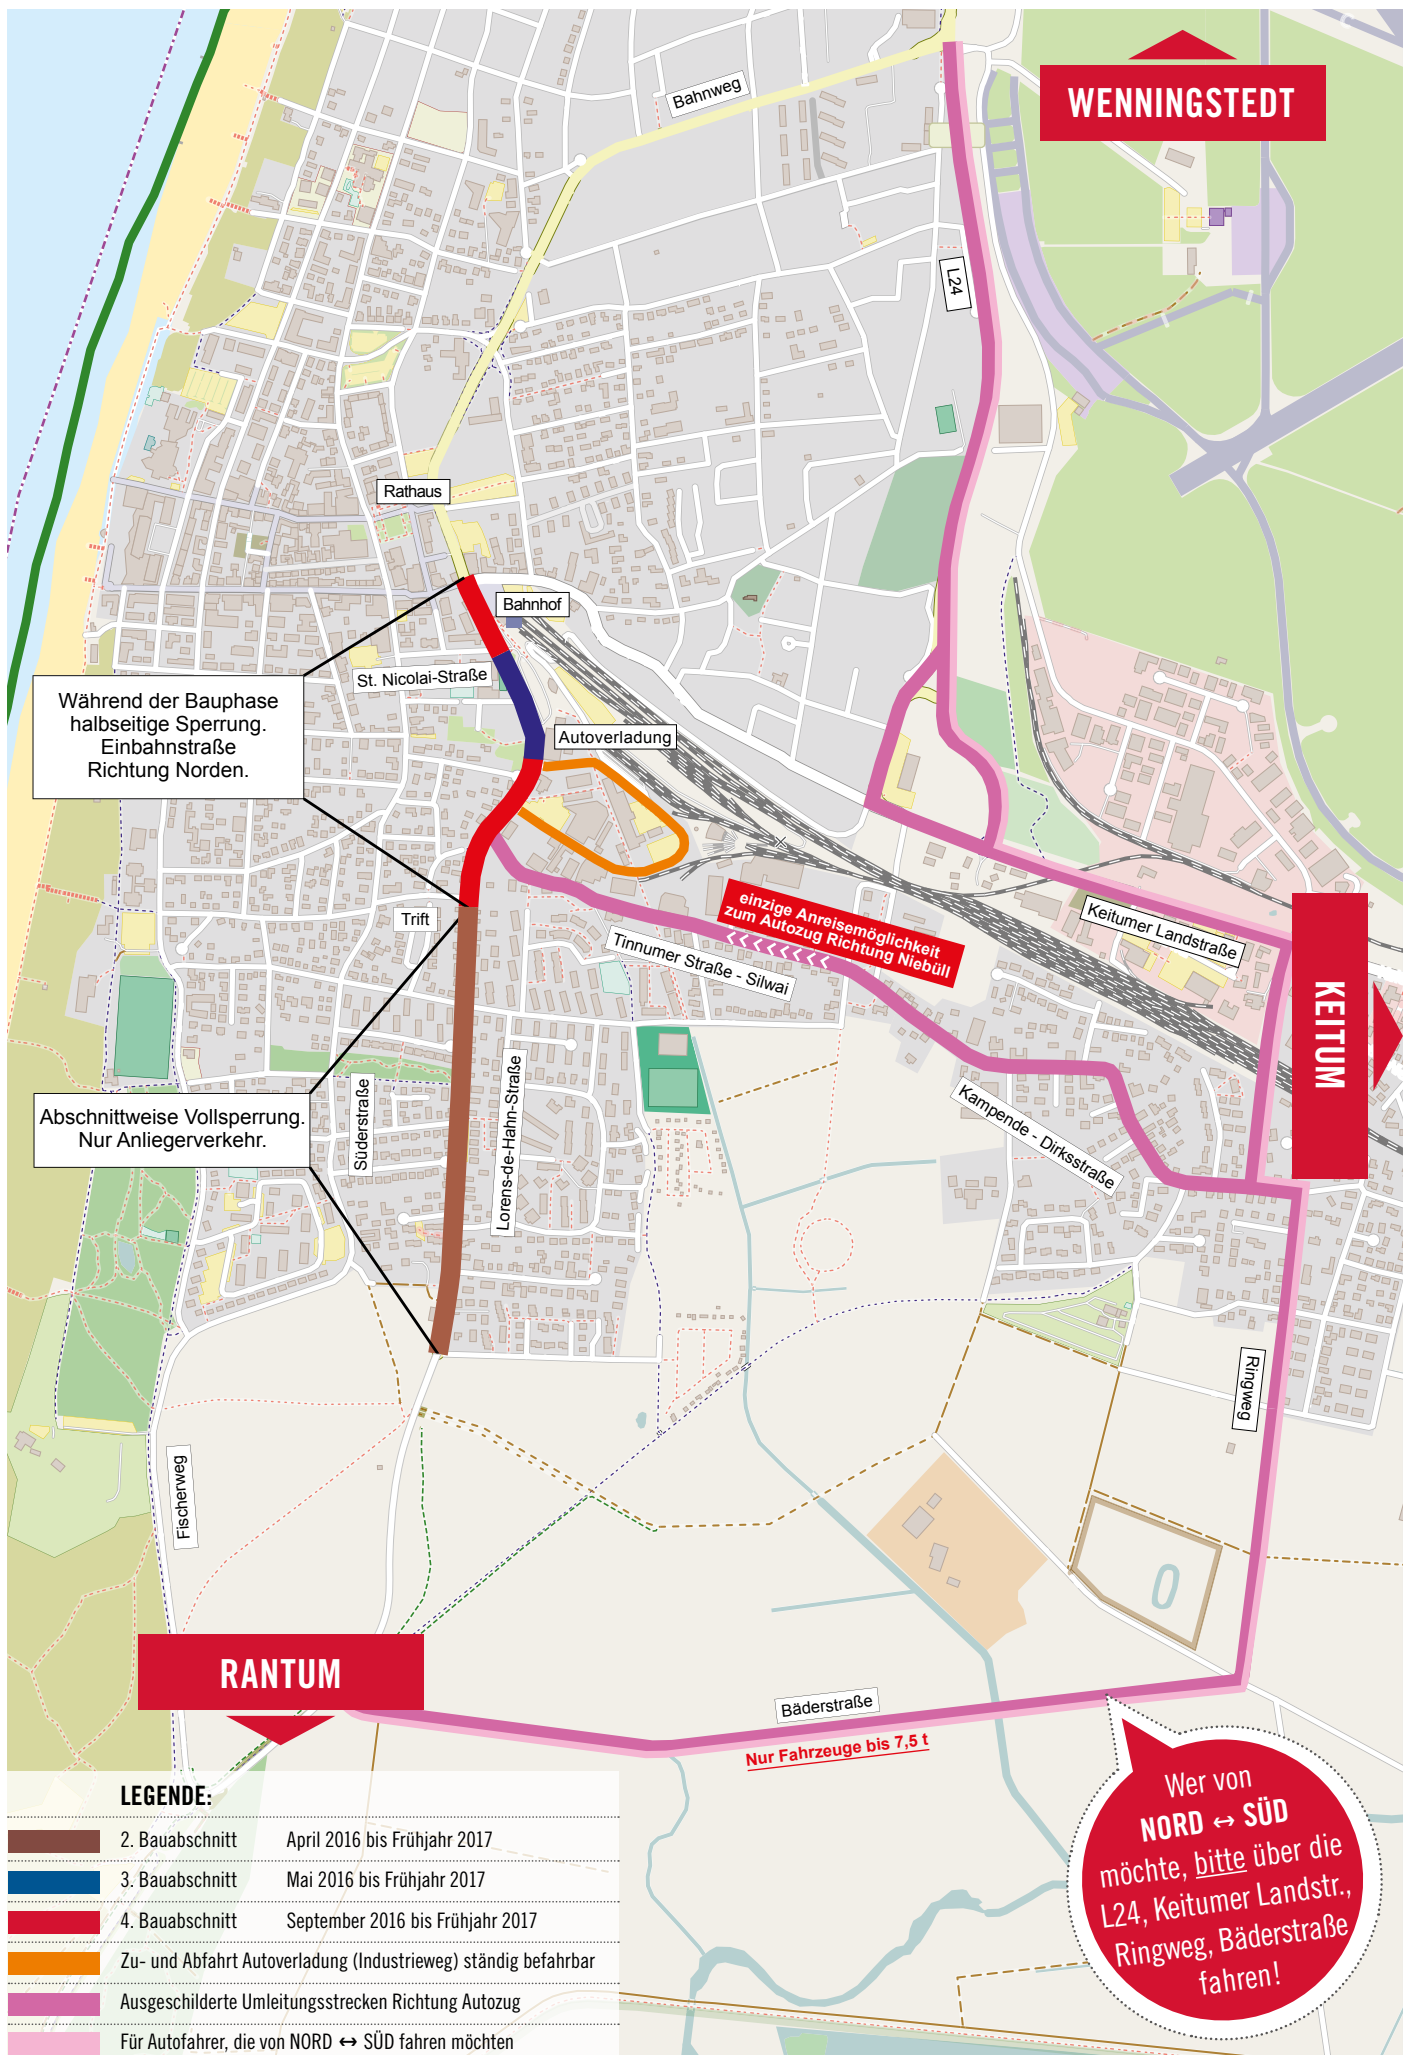 WENNINGSTEDT
Bahnweg
L24
Rathaus
Bahnhof
St. Nicolai-Straße
Während der Bauphase
halbseitige Sperrung.
Einbahnstraße
Richtung Norden.
Autoverladung
einzige Anreisemöglichkeit
zum Autozug Richtung Niebüll
Trift
Keitumer Landstraße
Tinnumer Straße - Silwai
KEITUM
Abschnittweise Vollsperrung.
Nur Anliegerverkehr.
Süderstraße
Lorens-de-Hahn-Straße
Kampende - Dirksstraße
Ringweg
Fischerweg
RANTUM
Bäderstraße
Nur Fahrzeuge bis 7,5 t
Wer von
NORD ↔ SÜD
möchte, bitte über die
L24, Keitumer Landstr.,
Ringweg, Bäderstraße
fahren!
LEGENDE:
2. Bauabschnitt April 2016 bis Frühjahr 2017
3. Bauabschnitt Mai 2016 bis Frühjahr 2017
4. Bauabschnitt September 2016 bis Frühjahr 2017
Zu- und Abfahrt Autoverladung (Industrieweg) ständig befahrbar
Ausgeschilderte Umleitungsstrecken Richtung Autozug
Für Autofahrer, die von NORD ↔ SÜD fahren möchten